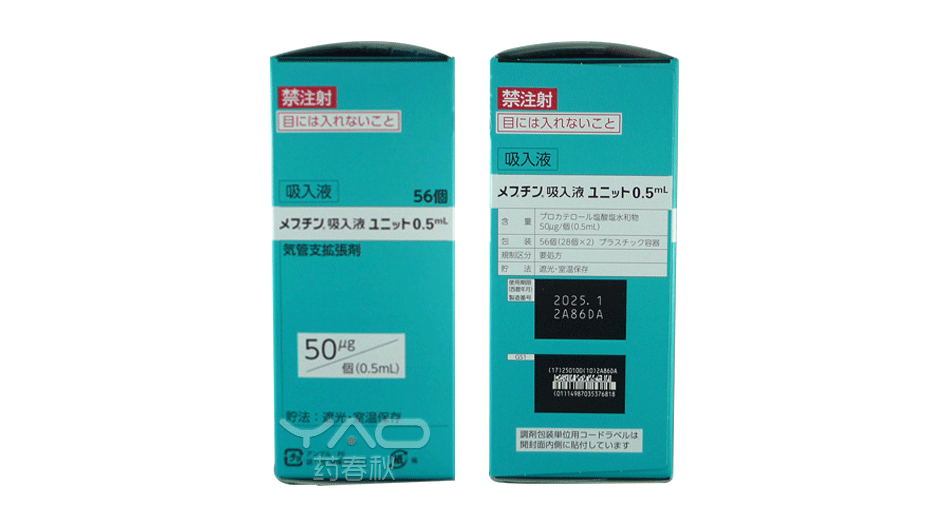 禁注射
目には入れないこと
吸入液
56個
メプチン®吸入液 ユニット0.5mL
気管支拡張剤
50μg
個(0.5mL)
貯法：遮光・室温保存
YAO
药春秋
禁注射
目には入れないこと
吸入液
メプチン®吸入液 ユニット0.5mL
含 量 プロカテロール塩酸塩水和物
50μg/個(0.5mL)
包 装 56個(28個×2) プラスチック容器
規制区分 要処方
貯 法 遮光・室温保存
使用期限
(西暦年月)
製造番号
2025. 1
2A86DA
GS1
(17)250100(10)2A86DA
(01)14987035376818
調剤包装単位用コードラベルは
開封面内側に貼付しています